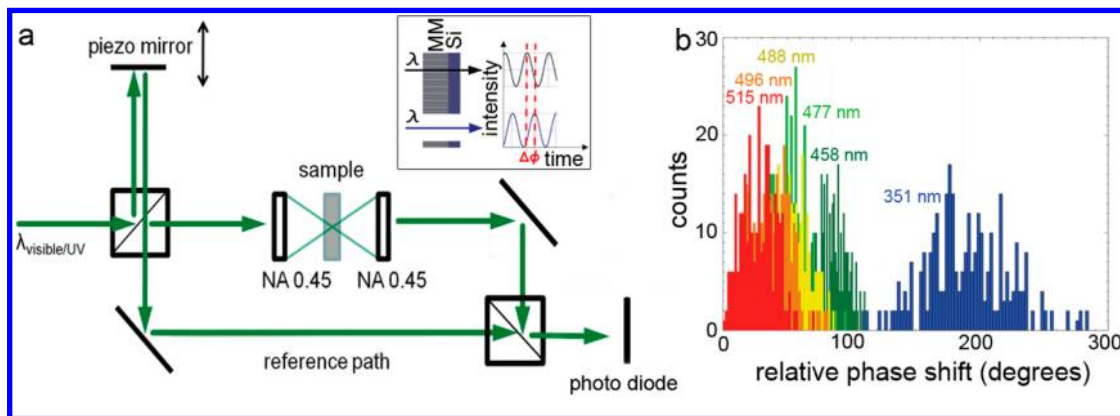 a
piezo mirror
MM
Si
λ
λ
intensity
Δϕ time
sample
λvisible/UV
NA 0.45
NA 0.45
reference path
photo diode
b
30
20
10
0
counts
488 nm
496 nm
515 nm
477 nm
458 nm
351 nm
0
100
200
300
relative phase shift (degrees)